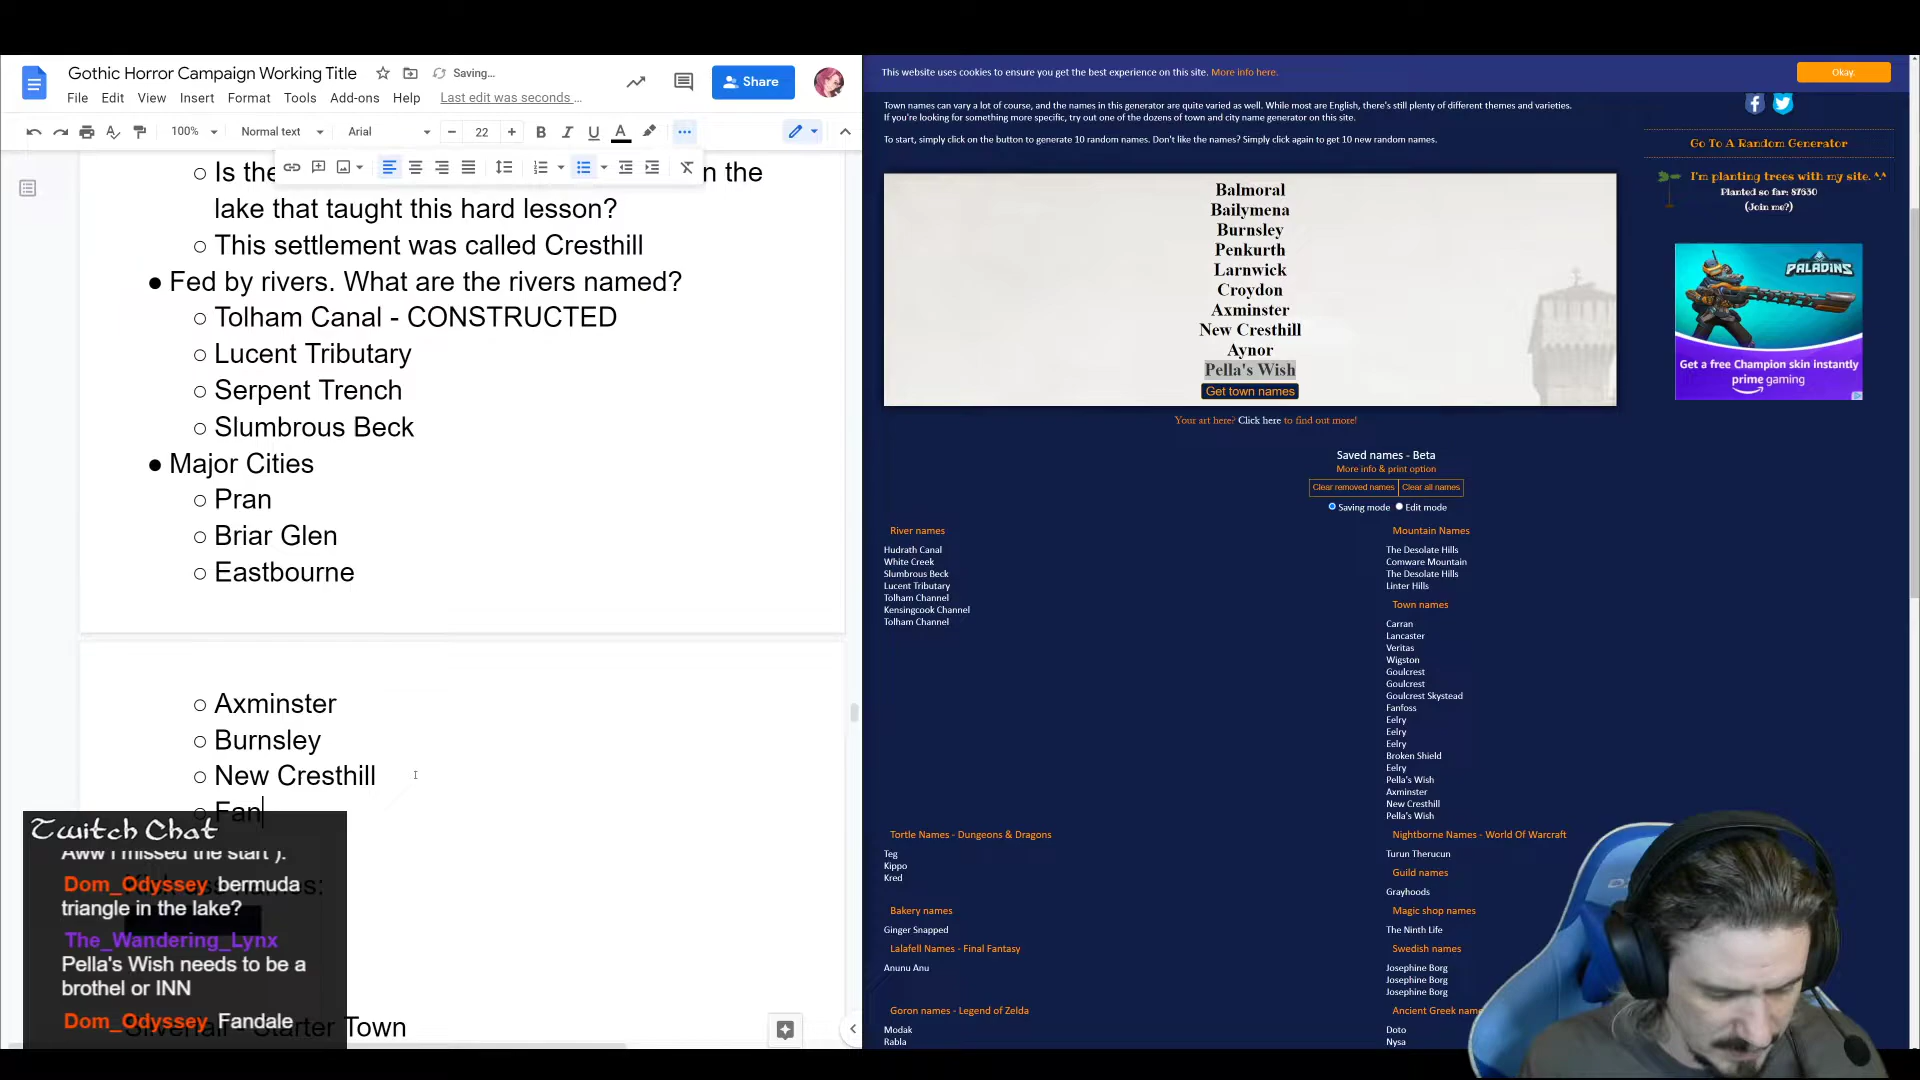 Gothic Horror Campaign Working Title
Saving...
Share
File Edit View Insert Format Tools Add-ons Help Last edit was seconds ...
100% Normal text Arial 22
Is the
n the
lake that taught this hard lesson?
This settlement was called Cresthill
Fed by rivers. What are the rivers named?
Tolham Canal - CONSTRUCTED
Lucent Tributary
Serpent Trench
Slumbrous Beck
Major Cities
Pran
Briar Glen
Eastbourne
Axminster
Burnsley
New Cresthill
Fan
Twitch Chat
Aww I missed the start ).
Dom_Odyssey bermuda
triangle in the lake?
The_Wandering_Lynx
Pella's Wish needs to be a
brothel or INN
Dom_Odyssey Fandale
Starter Town
This website uses cookies to ensure you get the best experience on this site. More info here.
Okay.
Town names can vary a lot of course, and the names in this generator are quite varied as well. While most are English, there's still plenty of different themes and varieties.
If you're looking for something more specific, try out one of the dozens of town and city name generator on this site.
To start, simply click on the button to generate 10 random names. Don't like the names? Simply click again to get 10 new random names.
Balmoral
Bailymena
Burnsley
Penkurth
Larnwick
Croydon
Axminster
New Cresthill
Aynor
Pella's Wish
Get town names
Your art here? Click here to find out more!
Saved names - Beta
More info & print option
Clear removed names Clear all names
Saving mode Edit mode
River names
Hudrath Canal
White Creek
Slumbrous Beck
Lucent Tributary
Tolham Channel
Kensingcook Channel
Tolham Channel
Mountain Names
The Desolate Hills
Comware Mountain
The Desolate Hills
Linter Hills
Town names
Carran
Lancaster
Veritas
Wigston
Goulcrest
Goulcrest
Goulcrest Skystead
Fanfoss
Eelry
Eelry
Eelry
Broken Shield
Eelry
Pella's Wish
Axminster
New Cresthill
Pella's Wish
Tortle Names - Dungeons & Dragons
Teg
Kippo
Kred
Nightborne Names - World Of Warcraft
Turun Therucun
Guild names
Grayhoods
Bakery names
Ginger Snapped
Magic shop names
The Ninth Life
Lalafell Names - Final Fantasy
Anunu Anu
Swedish names
Josephine Borg
Josephine Borg
Josephine Borg
Goron names - Legend of Zelda
Modak
Rabla
Ancient Greek name
Doto
Nysa
Go To A Random Generator
I'm planting trees with my site. ^.^
Planted so far: 87630
(Join me?)
PALADINS
Get a free Champion skin instantly
prime gaming